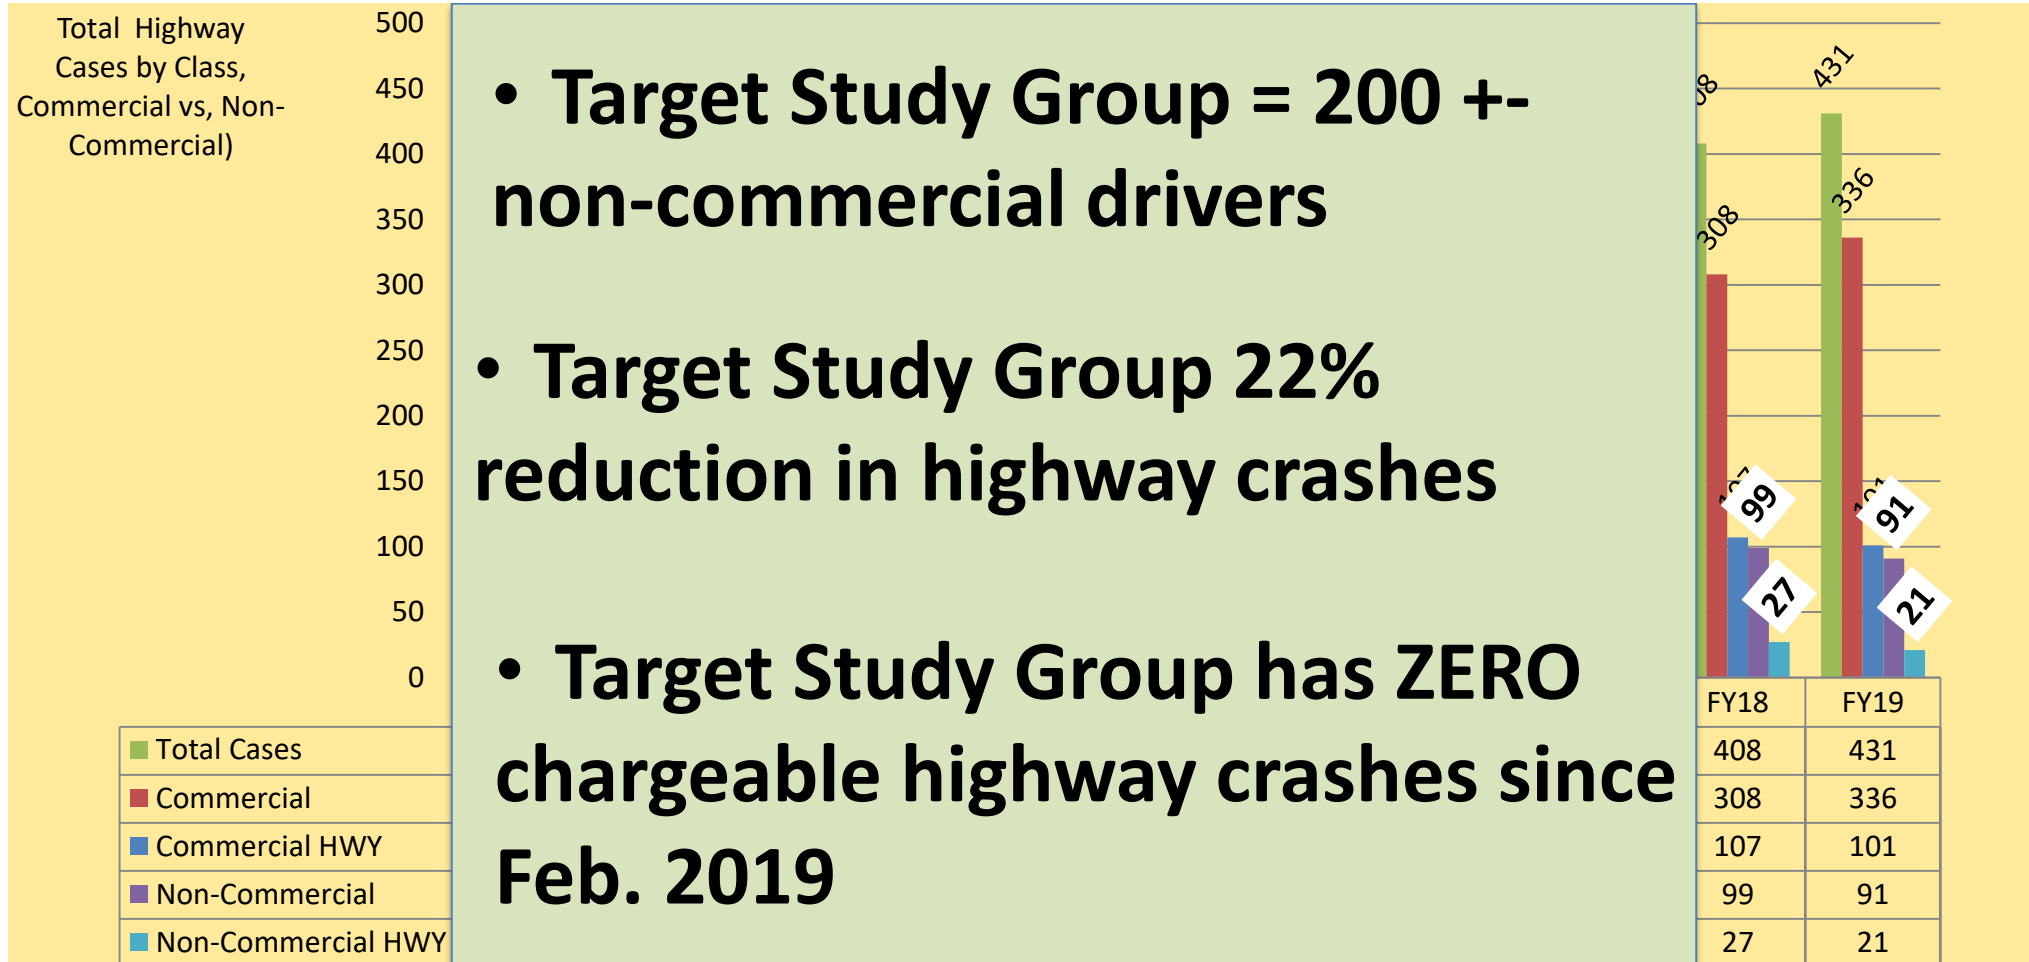 Total Highway
Cases by Class,
Commercial vs, Non-
Commercial)
500
450
400
350
300
250
200
150
100
50
0
• Target Study Group = 200 +-
non-commercial drivers
• Target Study Group 22%
reduction in highway crashes
• Target Study Group has ZERO
chargeable highway crashes since
Feb. 2019
308
99
27
431
336
91
21
FY18 FY19
Total Cases 408 431
Commercial 308 336
Commercial HWY 107 101
Non-Commercial 99 91
Non-Commercial HWY 27 21